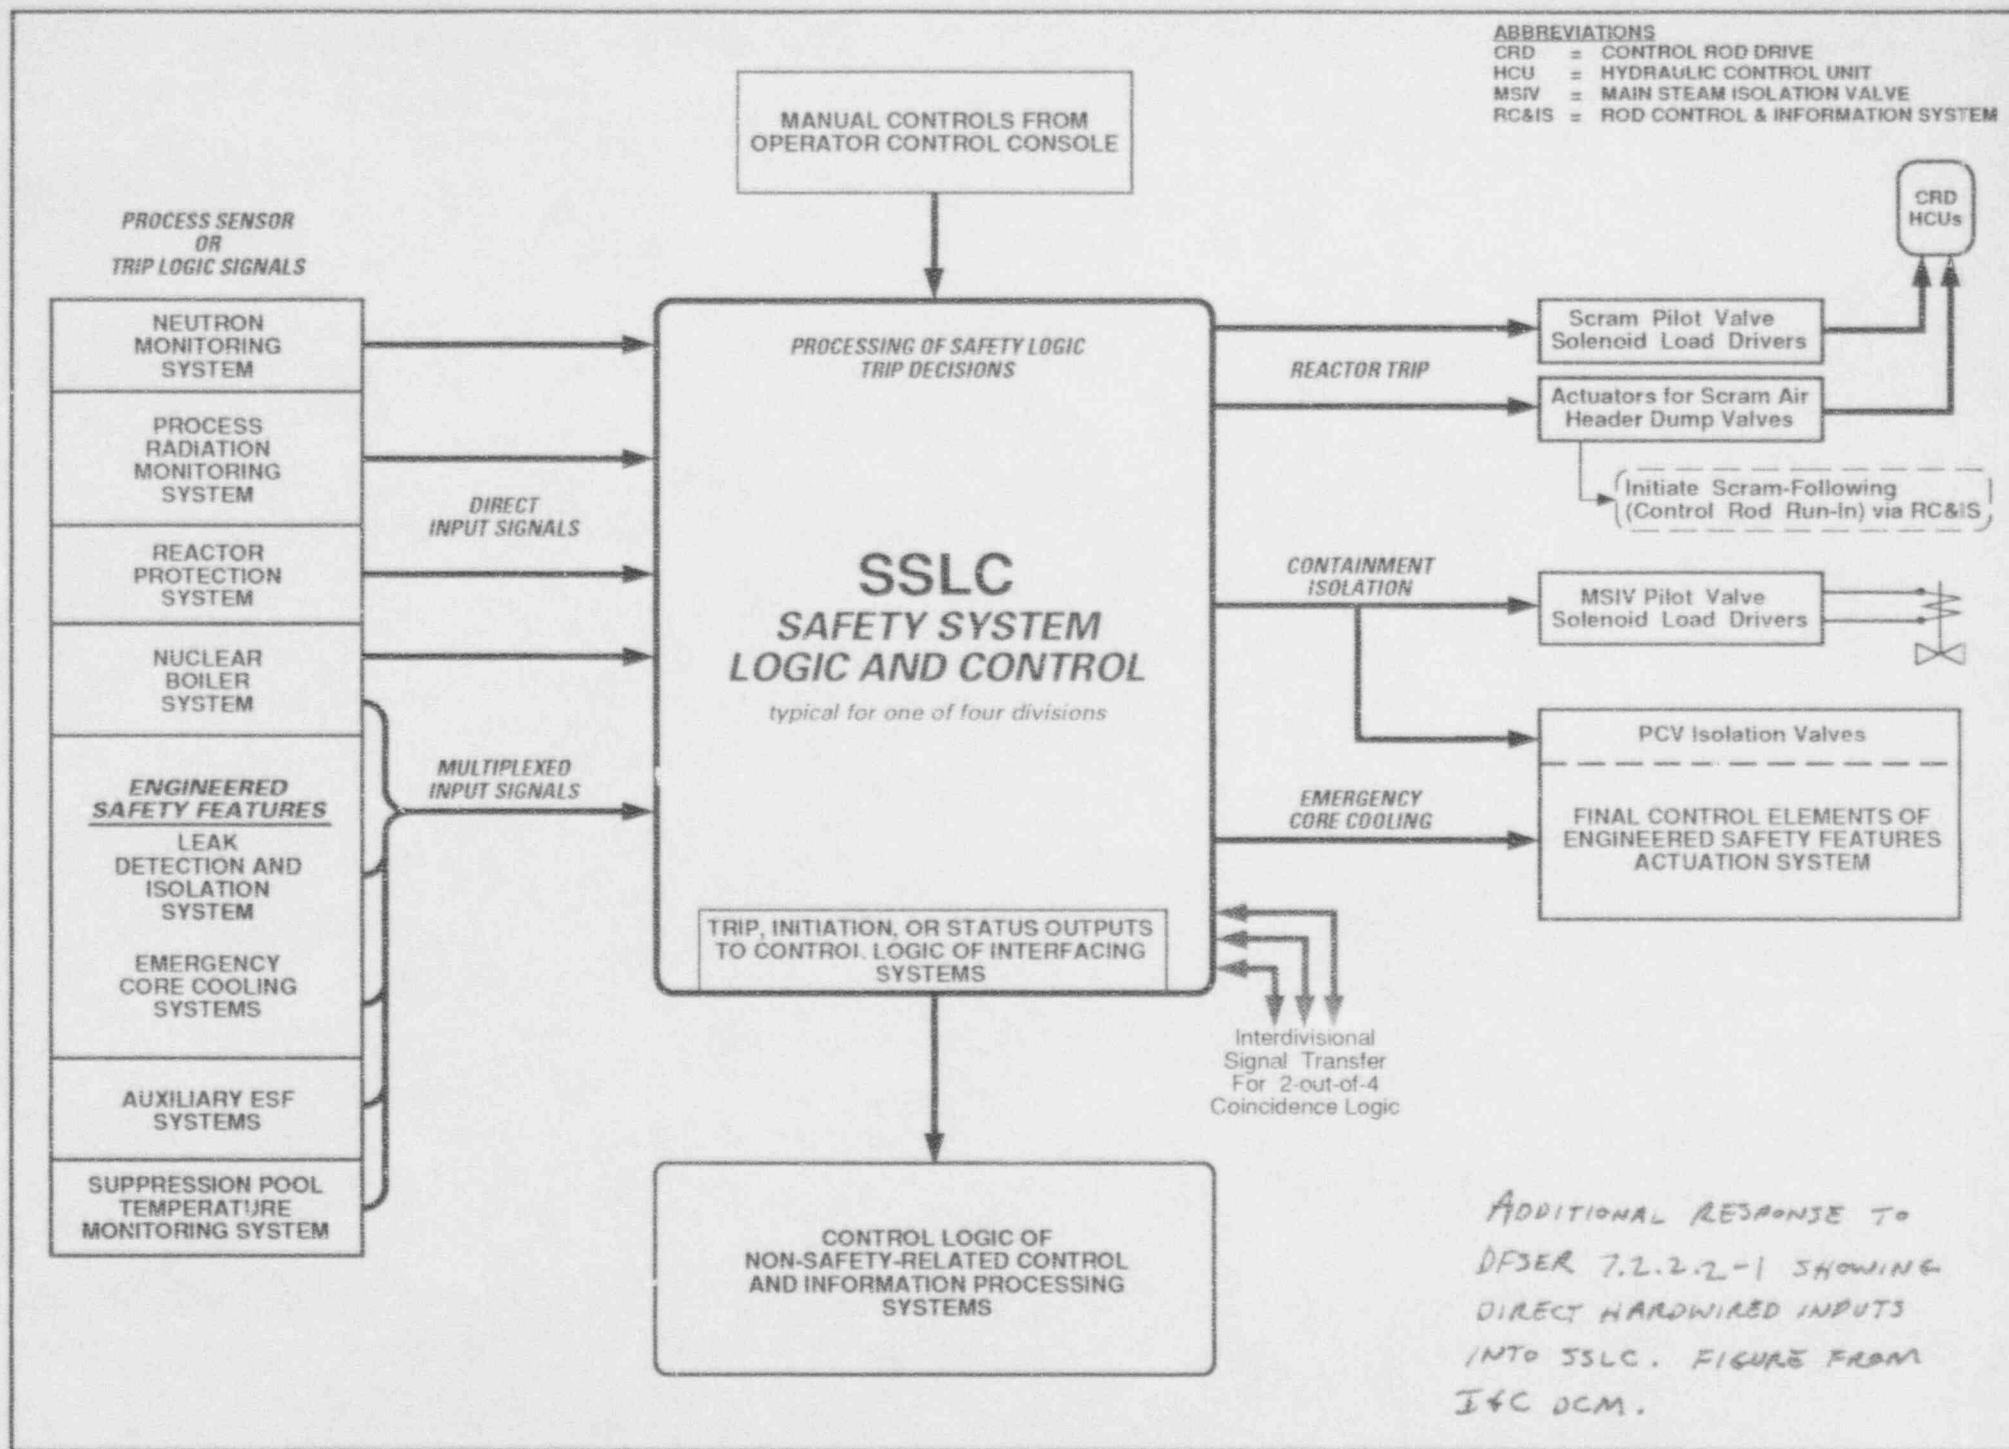 ABBREVIATIONS
CRD = CONTROL ROD DRIVE
HCU = HYDRAULIC CONTROL UNIT
MSIV = MAIN STEAM ISOLATION VALVE
RC&IS = ROD CONTROL & INFORMATION SYSTEM
MANUAL CONTROLS FROM
OPERATOR CONTROL CONSOLE
PROCESS SENSOR
OR
TRIP LOGIC SIGNALS
NEUTRON
MONITORING
SYSTEM
PROCESS
RADIATION
MONITORING
SYSTEM
REACTOR
PROTECTION
SYSTEM
NUCLEAR
BOILER
SYSTEM
ENGINEERED
SAFETY FEATURES
LEAK
DETECTION AND
ISOLATION
SYSTEM
EMERGENCY
CORE COOLING
SYSTEMS
AUXILIARY ESF
SYSTEMS
SUPPRESSION POOL
TEMPERATURE
MONITORING SYSTEM
DIRECT
INPUT SIGNALS
MULTIPLEXED
INPUT SIGNALS
PROCESSING OF SAFETY LOGIC
TRIP DECISIONS
SSLC
SAFETY SYSTEM
LOGIC AND CONTROL
typical for one of four divisions
TRIP, INITIATION, OR STATUS OUTPUTS
TO CONTROL LOGIC OF INTERFACING
SYSTEMS
REACTOR TRIP
CONTAINMENT
ISOLATION
EMERGENCY
CORE COOLING
CRD
HCUs
Scram Pilot Valve
Solenoid Load Drivers
Actuators for Scram Air
Header Dump Valves
Initiate Scram-Following
(Control Rod Run-In) via RC&IS
MSIV Pilot Valve
Solenoid Load Drivers
PCV Isolation Valves
FINAL CONTROL ELEMENTS OF
ENGINEERED SAFETY FEATURES
ACTUATION SYSTEM
Interdivisional
Signal Transfer
For 2-out-of-4
Coincidence Logic
CONTROL LOGIC OF
NON-SAFETY-RELATED CONTROL
AND INFORMATION PROCESSING
SYSTEMS
ADDITIONAL RESPONSE TO
DFSER 7.2.2.2-1 SHOWING
DIRECT HARDWIRED INPUTS
INTO SSLC. FIGURE FROM
I&C DCM.